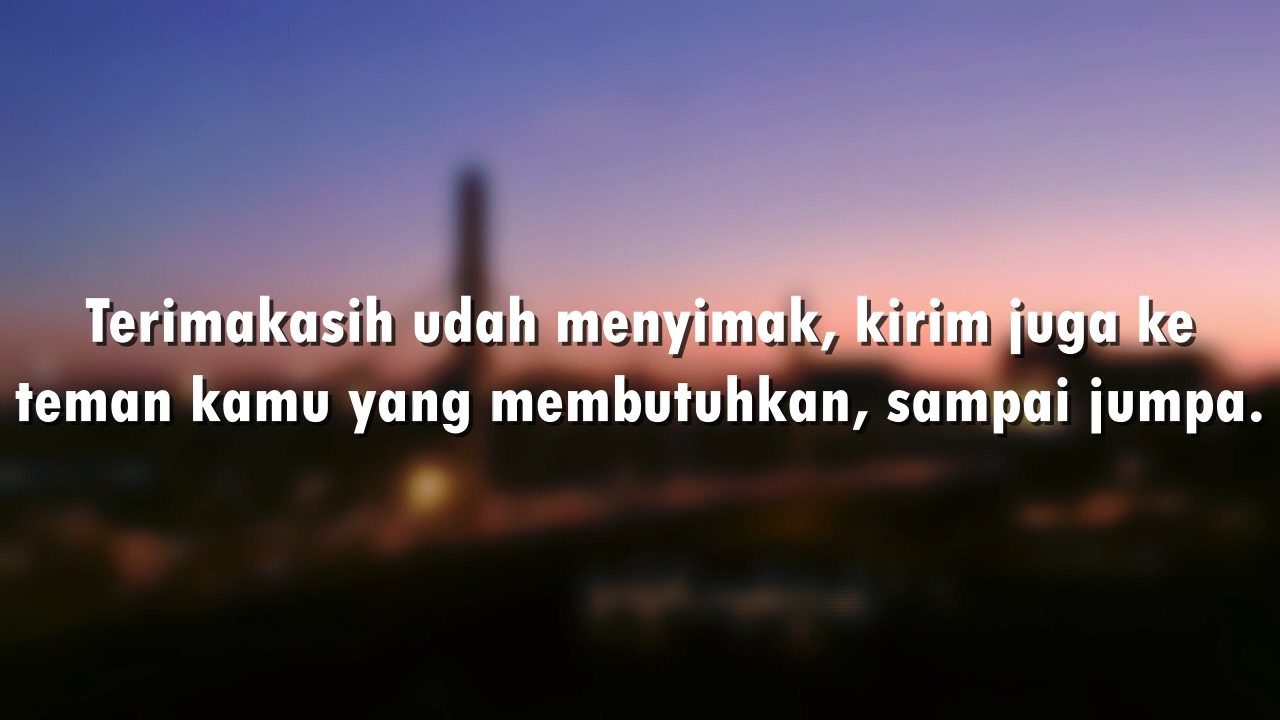 Terimakasih udah menyimak, kirim juga ke
teman kamu yang membutuhkan, sampai jumpa.